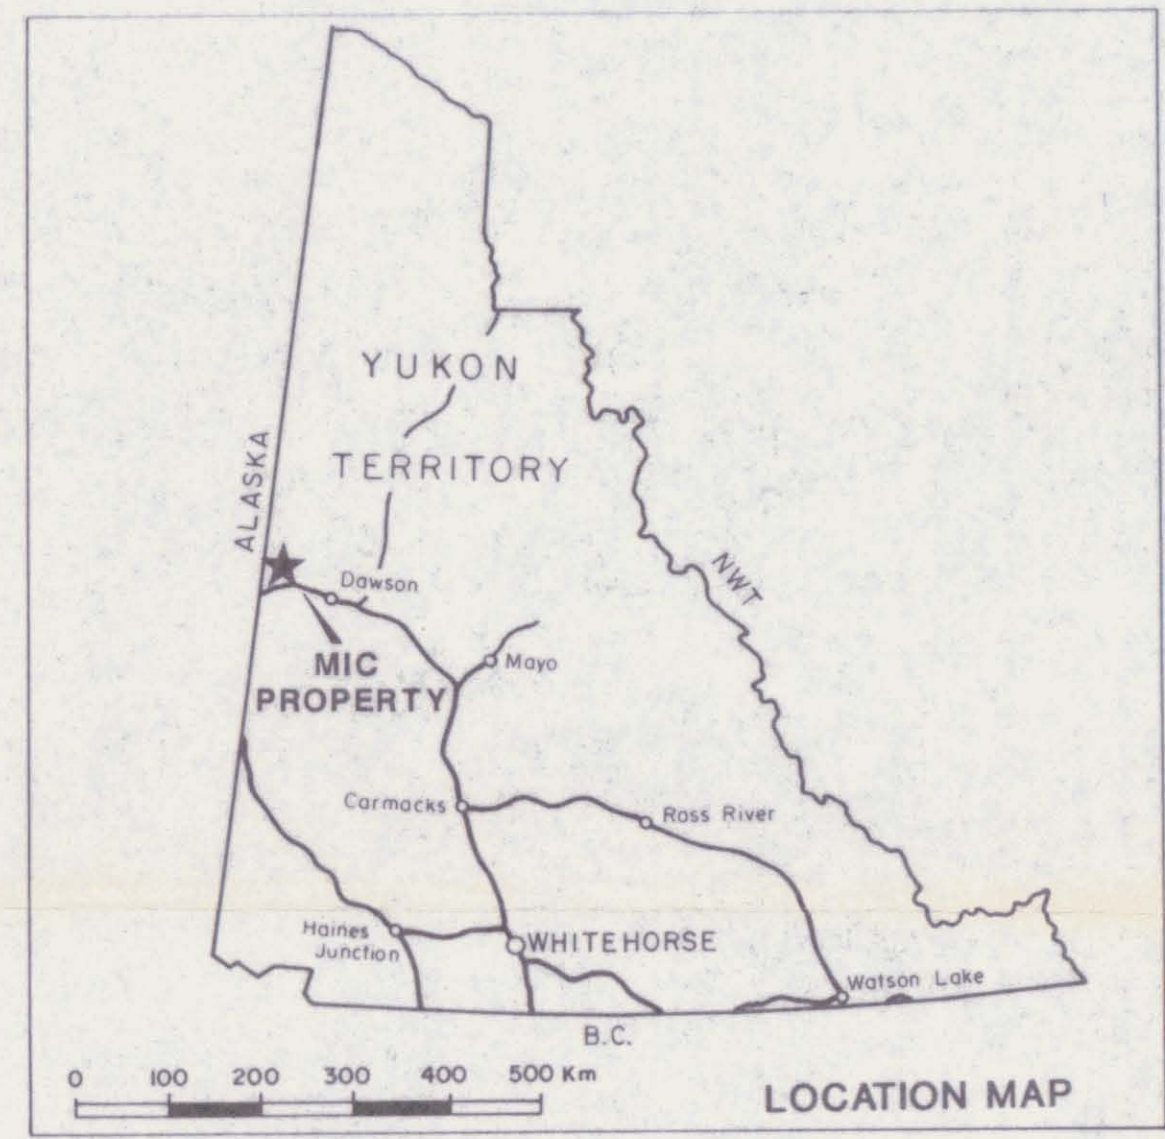 YUKON
TERRITORY
ALASKA
NWT
Dawson
MIC
PROPERTY
Mayo
Carmacks
Ross River
Haines
Junction
WHITEHORSE
Watson Lake
B.C.
0 100 200 300 400 500 Km
LOCATION MAP